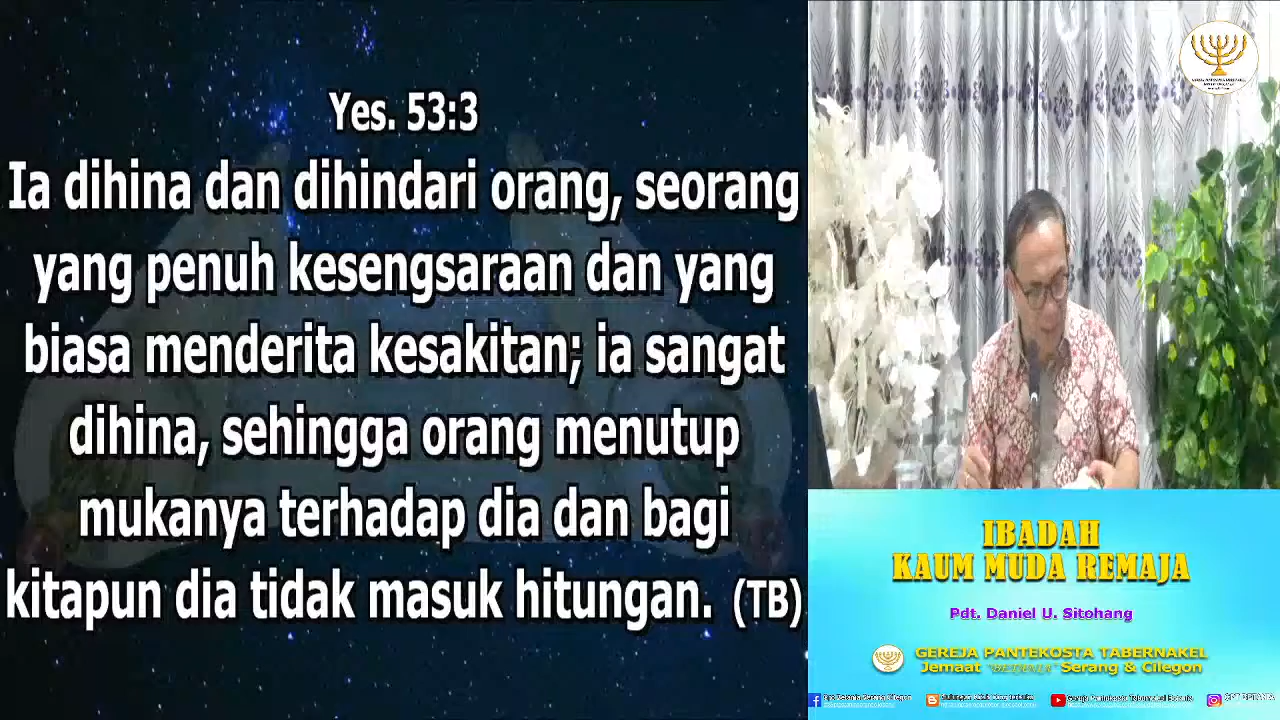 Yes. 53:3
Ia dihina dan dihindari orang, seorang
yang penuh kesengsaraan dan yang
biasa menderita kesakitan; ia sangat
dihina, sehingga orang menutup
mukanya terhadap dia dan bagi
kitapun dia tidak masuk hitungan. (TB)
IBADAH
KAUM MUDA REMAJA
Pdt. Daniel U. Sitohang
GEREJA PANTEKOSTA TABERNAKEL
Jemaat "BETANIA" Serang & Cilegon